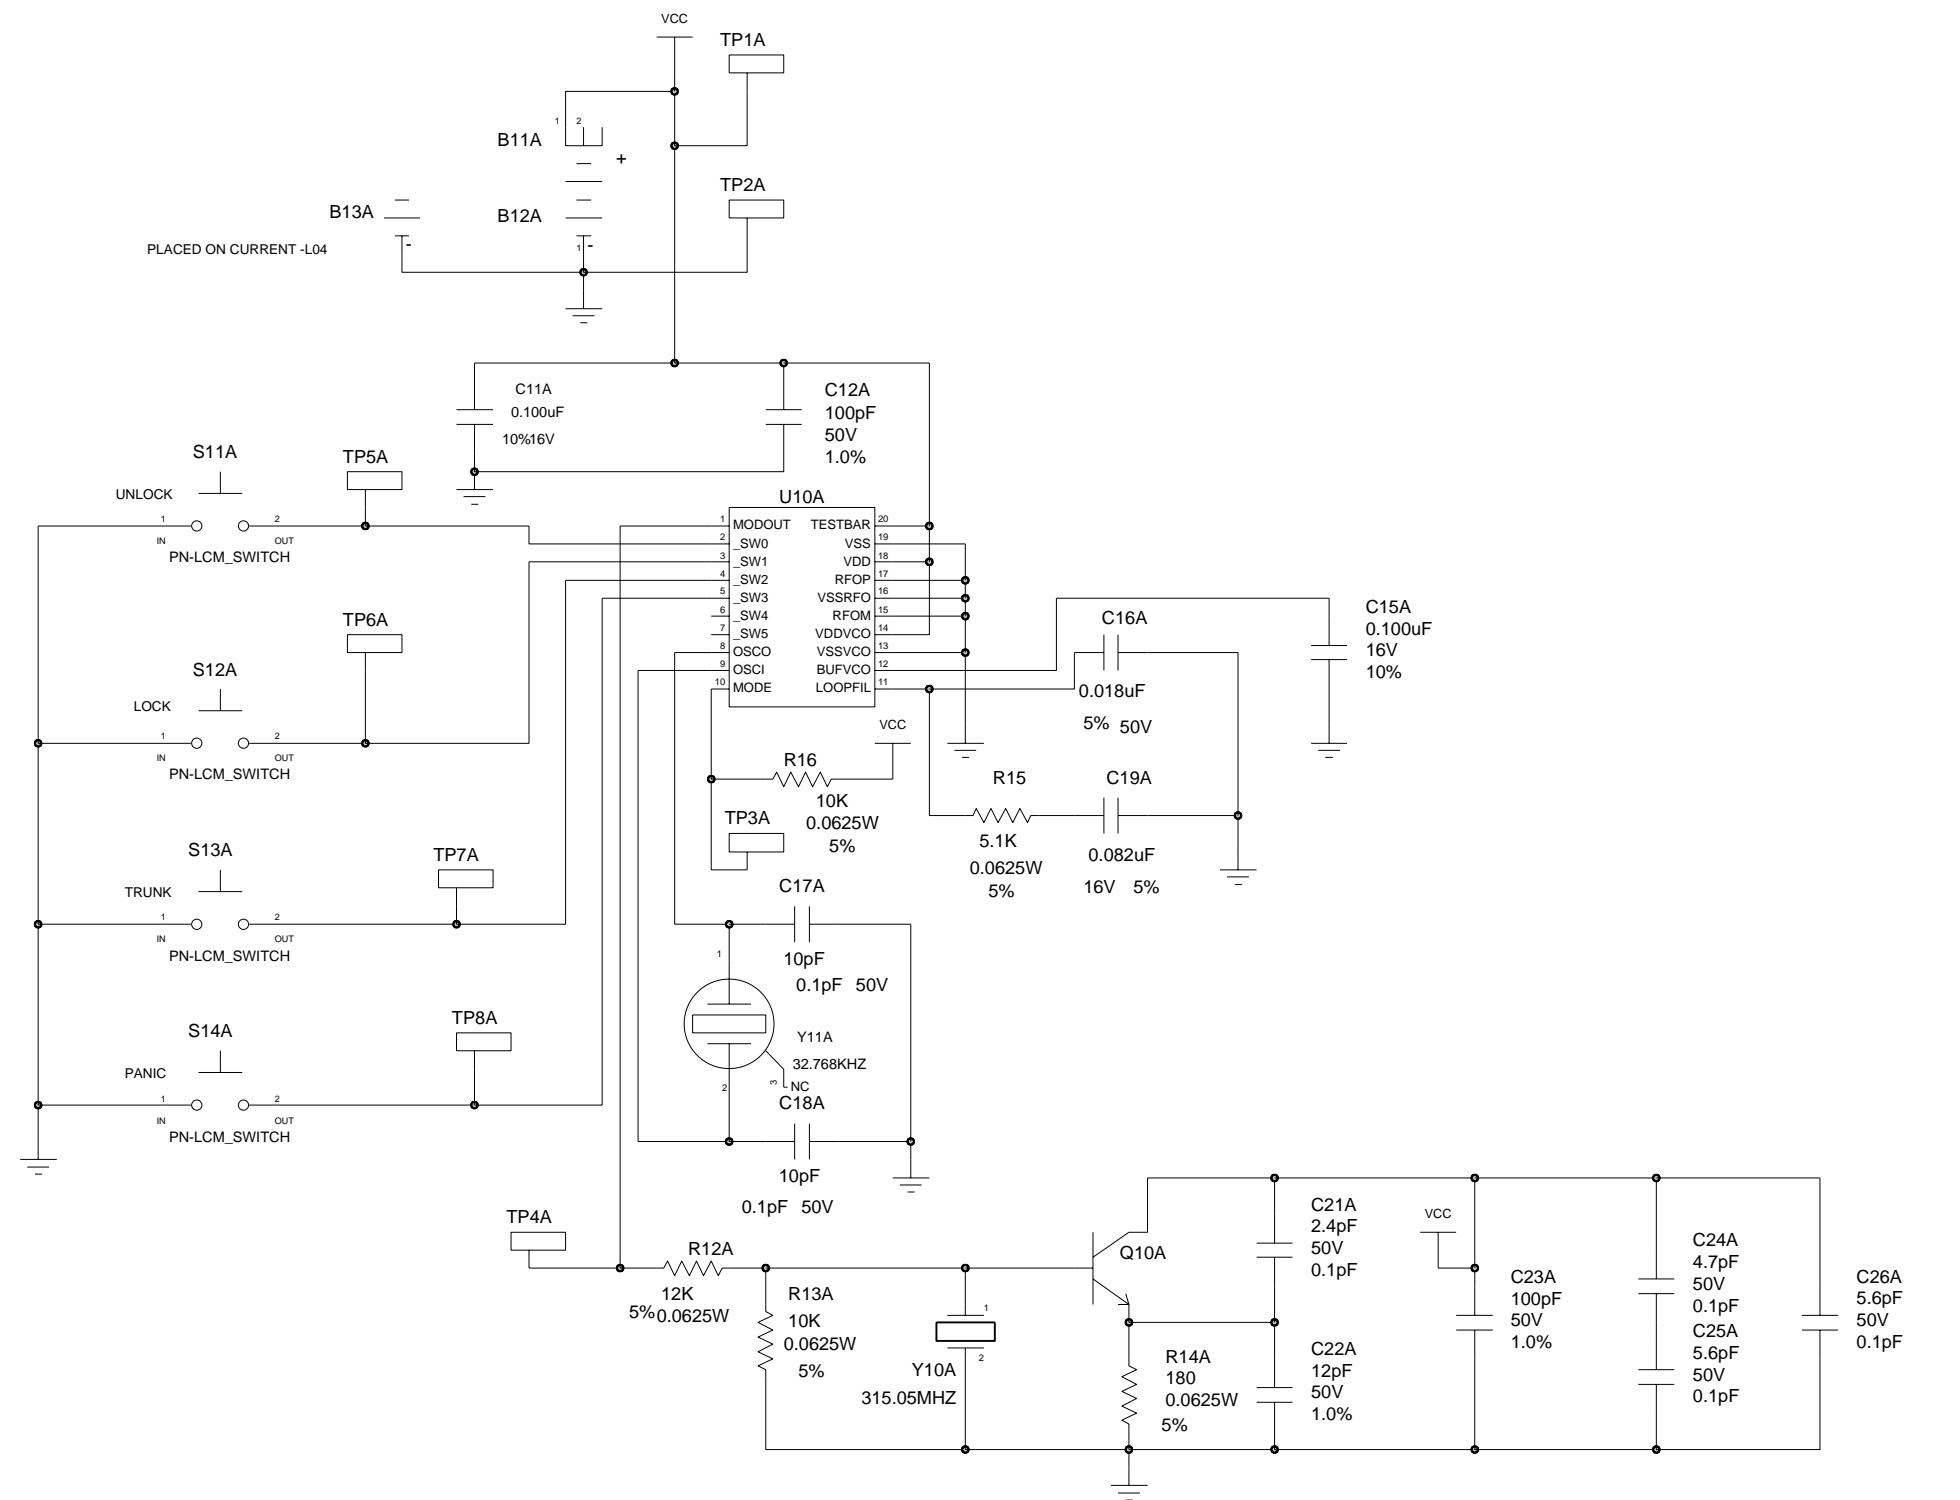 VCC
TP1A
1
2
B11A
+
TP2A
B13A
B12A
-
1
-
PLACED ON CURRENT -L04
C11A
0.100uF
10%16V
C12A
100pF
50V
1.0%
S11A
UNLOCK
1
2
IN
OUT
PN-LCM_SWITCH
TP5A
U10A
1 MODOUT TESTBAR 20
2 _SW0 VSS 19
3 _SW1 VDD 18
4 _SW2 RFOP 17
5 _SW3 VSSRFO 16
6 _SW4 RFOM 15
7 _SW5 VDDVCO 14
8 OSCO VSSVCO 13
9 OSCI BUFVCO 12
10 MODE LOOPFIL 11
C15A
0.100uF
16V
10%
C16A
0.018uF
5% 50V
TP6A
S12A
LOCK
1
2
IN
OUT
PN-LCM_SWITCH
VCC
R16
10K
0.0625W
5%
TP3A
R15
5.1K
0.0625W
5%
C19A
0.082uF
16V 5%
S13A
TRUNK
1
2
IN
OUT
PN-LCM_SWITCH
TP7A
C17A
10pF
0.1pF 50V
1
Y11A
32.768KHZ
2
3
NC
C18A
10pF
0.1pF 50V
S14A
PANIC
1
2
IN
OUT
PN-LCM_SWITCH
TP8A
TP4A
R12A
12K
5%0.0625W
R13A
10K
0.0625W
5%
1
2
Y10A
315.05MHZ
Q10A
R14A
180
0.0625W
5%
C21A
2.4pF
50V
0.1pF
C22A
12pF
50V
1.0%
VCC
C23A
100pF
50V
1.0%
C24A
4.7pF
50V
0.1pF
C25A
5.6pF
50V
0.1pF
C26A
5.6pF
50V
0.1pF